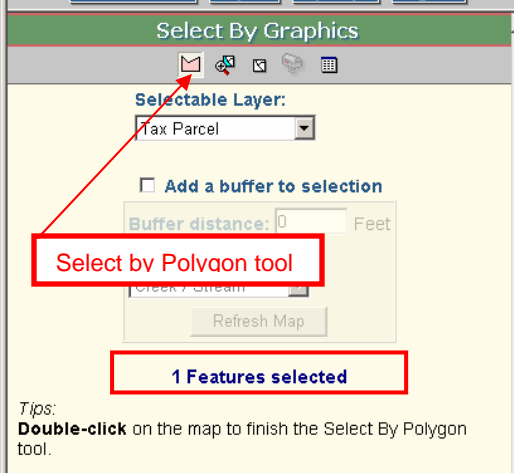 Select By Graphics
Selectable Layer:
Tax Parcel
Add a buffer to selection
Buffer distance: 0 Feet
Select by Polygon tool
Creek / Stream
Refresh Map
1 Features selected
Tips:
Double-click on the map to finish the Select By Polygon
tool.